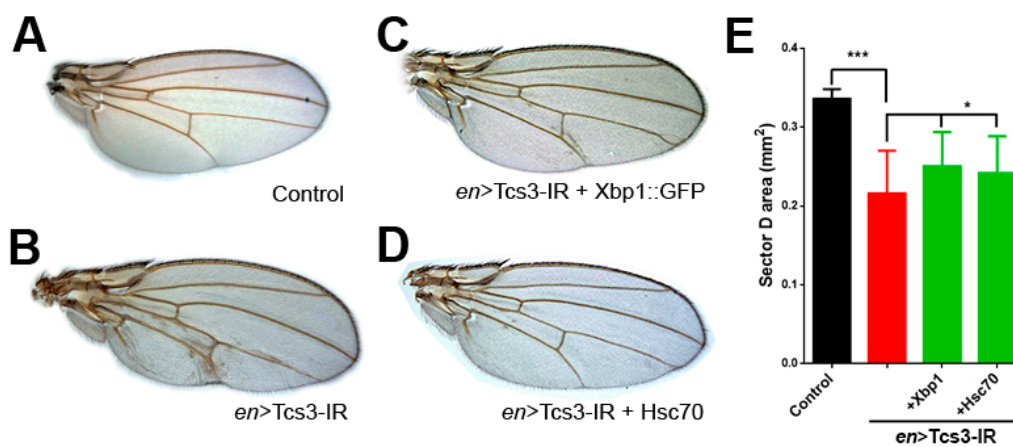 A
Control
B
en>Tcs3-IR
C
en>Tcs3-IR + Xbp1::GFP
D
en>Tcs3-IR + Hsc70
E
Sector D area (mm²)
0.4
0.3
0.2
0.1
0.0
***
*
Control
-
+Xbp1
+Hsc70
en>Tcs3-IR